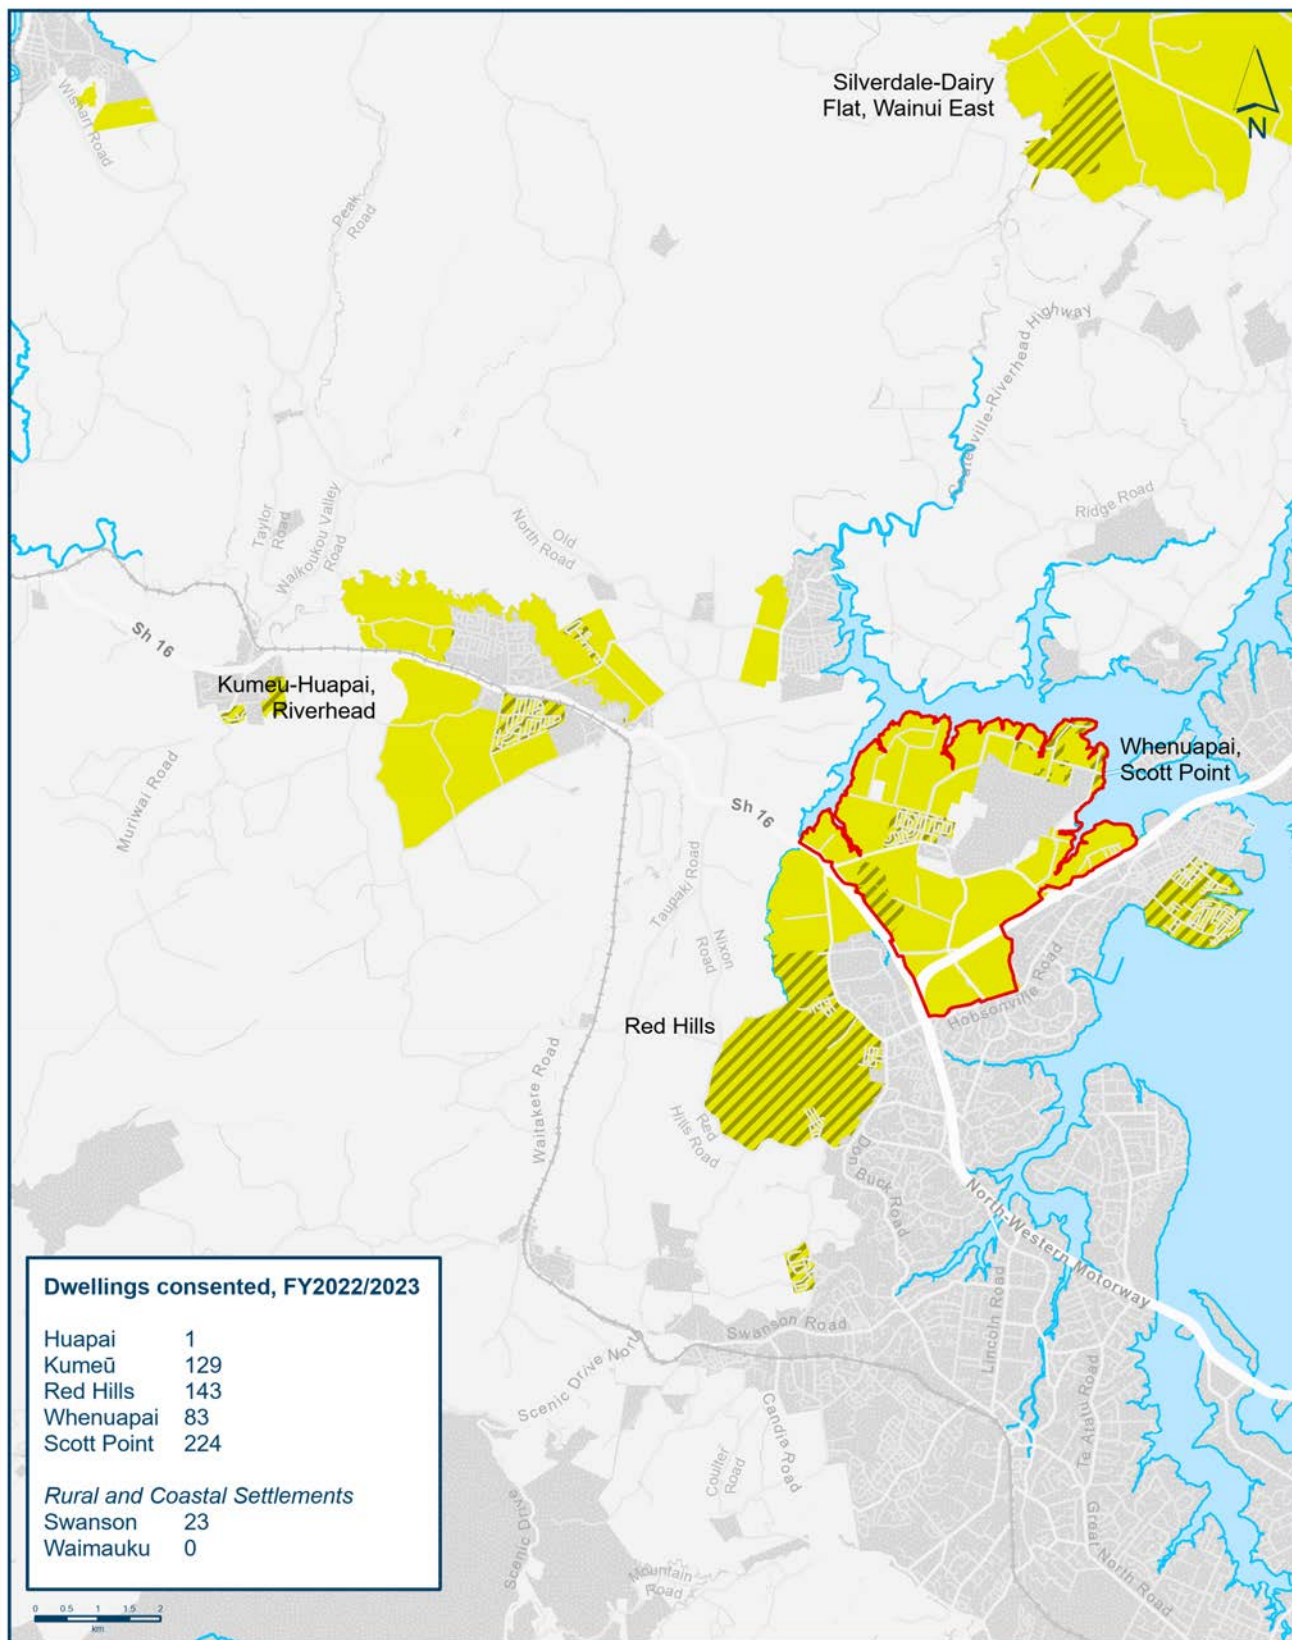 Silverdale-Dairy
Flat, Wainui East
N
Wishart Road
Peak
Road
Coatesville-Riverhead Highway
Ridge Road
Taylor
Road
Waikoukou Valley
Road
Old
North Road
Sh 16
Kumeu-Huapai,
Riverhead
Muriwai Road
Whenuapai,
Scott Point
Sh 16
Taupaki Road
Nixon
Road
Hobsonville Road
Red Hills
Waitakere Road
Red
Hills Road
Don
Buck Road
North-Western Motorway
Lincoln Road
Swanson Road
Scenic Drive North
Candia Road
Coulter
Road
Te Atatu Road
Great North Road
Scenic Drive
Mountain
Road
Dwellings consented, FY2022/2023
Huapai 1
Kumeū 129
Red Hills 143
Whenuapai 83
Scott Point 224
Rural and Coastal Settlements
Swanson 23
Waimauku 0
0 0.5 1 1.5 2
km